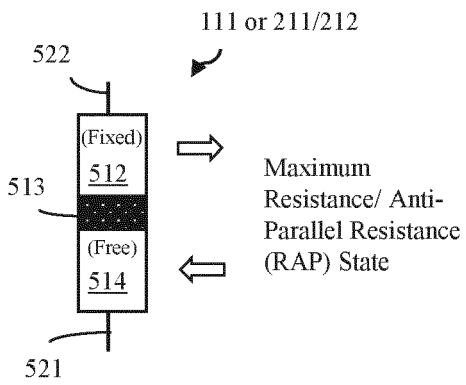 111 or 211/212
522
(Fixed)
512
513
(Free)
514
521
Maximum
Resistance/ Anti-
Parallel Resistance
(RAP) State